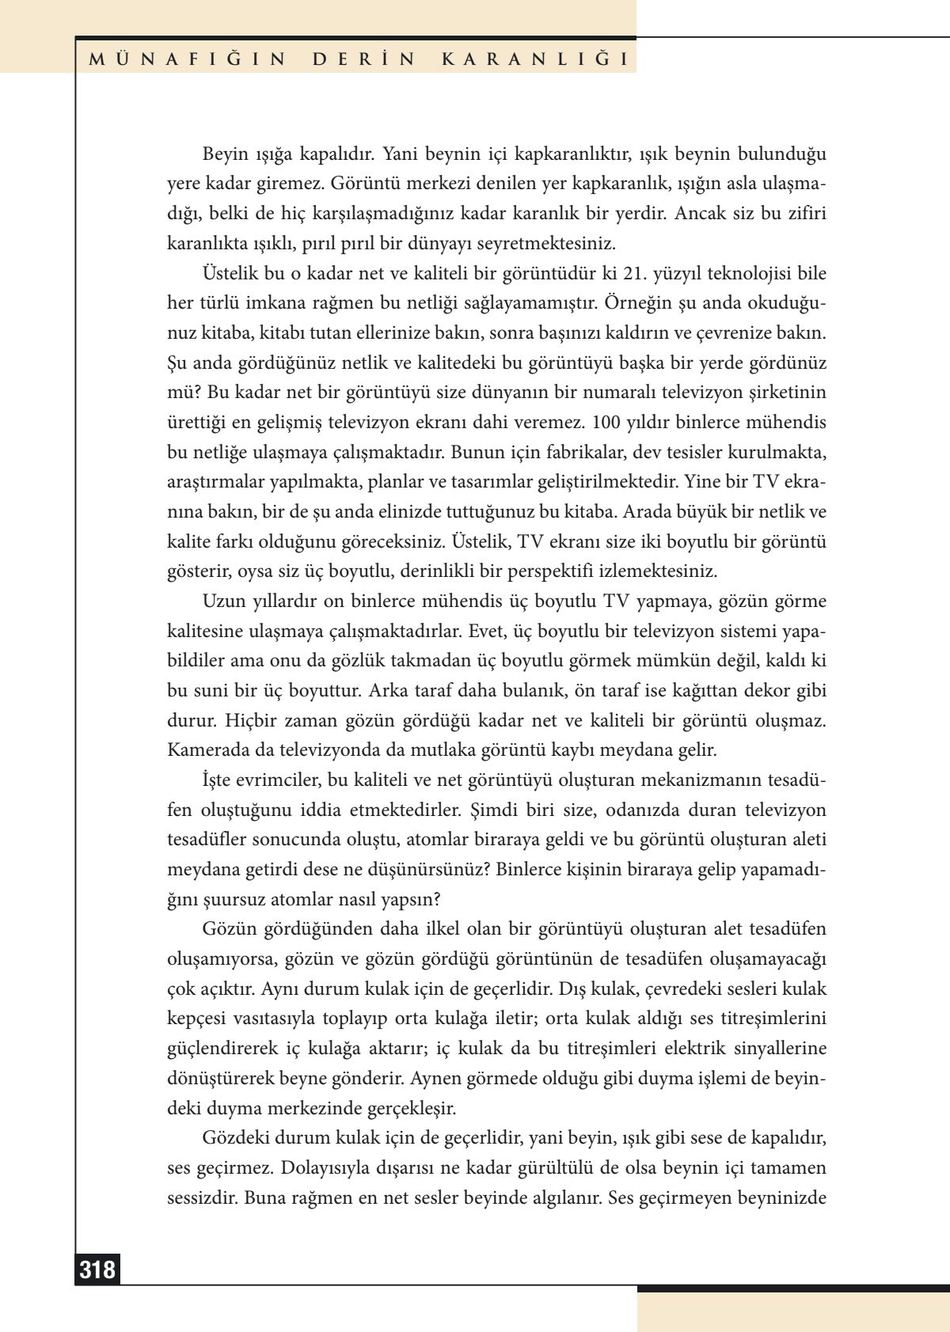 MÜNAFIĞIN DERİN KARANLIĞI
Beyin ışığa kapalıdır. Yani beynin içi kapkaranlıktır, ışık beynin bulunduğu
yere kadar giremez. Görüntü merkezi denilen yer kapkaranlık, ışığın asla ulaşma-
dığı, belki de hiç karşılaşmadığınız kadar karanlık bir yerdir. Ancak siz bu zifiri
karanlıkta ışıklı, pırıl pırıl bir dünyayı seyretmektesiniz.
Üstelik bu o kadar net ve kaliteli bir görüntüdür ki 21. yüzyıl teknolojisi bile
her türlü imkana rağmen bu netliği sağlayamamıştır. Örneğin şu anda okuduğu-
nuz kitaba, kitabı tutan ellerinize bakın, sonra başınızı kaldırın ve çevrenize bakın.
Şu anda gördüğünüz netlik ve kalitedeki bu görüntüyü başka bir yerde gördünüz
mü? Bu kadar net bir görüntüyü size dünyanın bir numaralı televizyon şirketinin
ürettiği en gelişmiş televizyon ekranı dahi veremez. 100 yıldır binlerce mühendis
bu netliğe ulaşmaya çalışmaktadır. Bunun için fabrikalar, dev tesisler kurulmakta,
araştırmalar yapılmakta, planlar ve tasarımlar geliştirilmektedir. Yine bir TV ekra-
nına bakın, bir de şu anda elinizde tuttuğunuz bu kitaba. Arada büyük bir netlik ve
kalite farkı olduğunu göreceksiniz. Üstelik, TV ekranı size iki boyutlu bir görüntü
gösterir, oysa siz üç boyutlu, derinlikli bir perspektifi izlemektesiniz.
Uzun yıllardır on binlerce mühendis üç boyutlu TV yapmaya, gözün görme
kalitesine ulaşmaya çalışmaktadırlar. Evet, üç boyutlu bir televizyon sistemi yapa-
bildiler ama onu da gözlük takmadan üç boyutlu görmek mümkün değil, kaldı ki
bu suni bir üç boyuttur. Arka taraf daha bulanık, ön taraf ise kağıttan dekor gibi
durur. Hiçbir zaman gözün gördüğü kadar net ve kaliteli bir görüntü oluşmaz.
Kamerada da televizyonda da mutlaka görüntü kaybı meydana gelir.
İşte evrimciler, bu kaliteli ve net görüntüyü oluşturan mekanizmanın tesadü-
fen oluştuğunu iddia etmektedirler. Şimdi biri size, odanızda duran televizyon
tesadüfler sonucunda oluştu, atomlar biraraya geldi ve bu görüntü oluşturan aleti
meydana getirdi dese ne düşünürsünüz? Binlerce kişinin biraraya gelip yapamadı-
ğını şuursuz atomlar nasıl yapsın?
Gözün gördüğünden daha ilkel olan bir görüntüyü oluşturan alet tesadüfen
oluşamıyorsa, gözün ve gözün gördüğü görüntünün de tesadüfen oluşamayacağı
çok açıktır. Aynı durum kulak için de geçerlidir. Dış kulak, çevredeki sesleri kulak
kepçesi vasıtasıyla toplayıp orta kulağa iletir; orta kulak aldığı ses titreşimlerini
güçlendirerek iç kulağa aktarır; iç kulak da bu titreşimleri elektrik sinyallerine
dönüştürerek beyne gönderir. Aynen görmede olduğu gibi duyma işlemi de beyin-
deki duyma merkezinde gerçekleşir.
Gözdeki durum kulak için de geçerlidir, yani beyin, ışık gibi sese de kapalıdır,
ses geçirmez. Dolayısıyla dışarısı ne kadar gürültülü de olsa beynin içi tamamen
sessizdir. Buna rağmen en net sesler beyinde algılanır. Ses geçirmeyen beyninizde
318